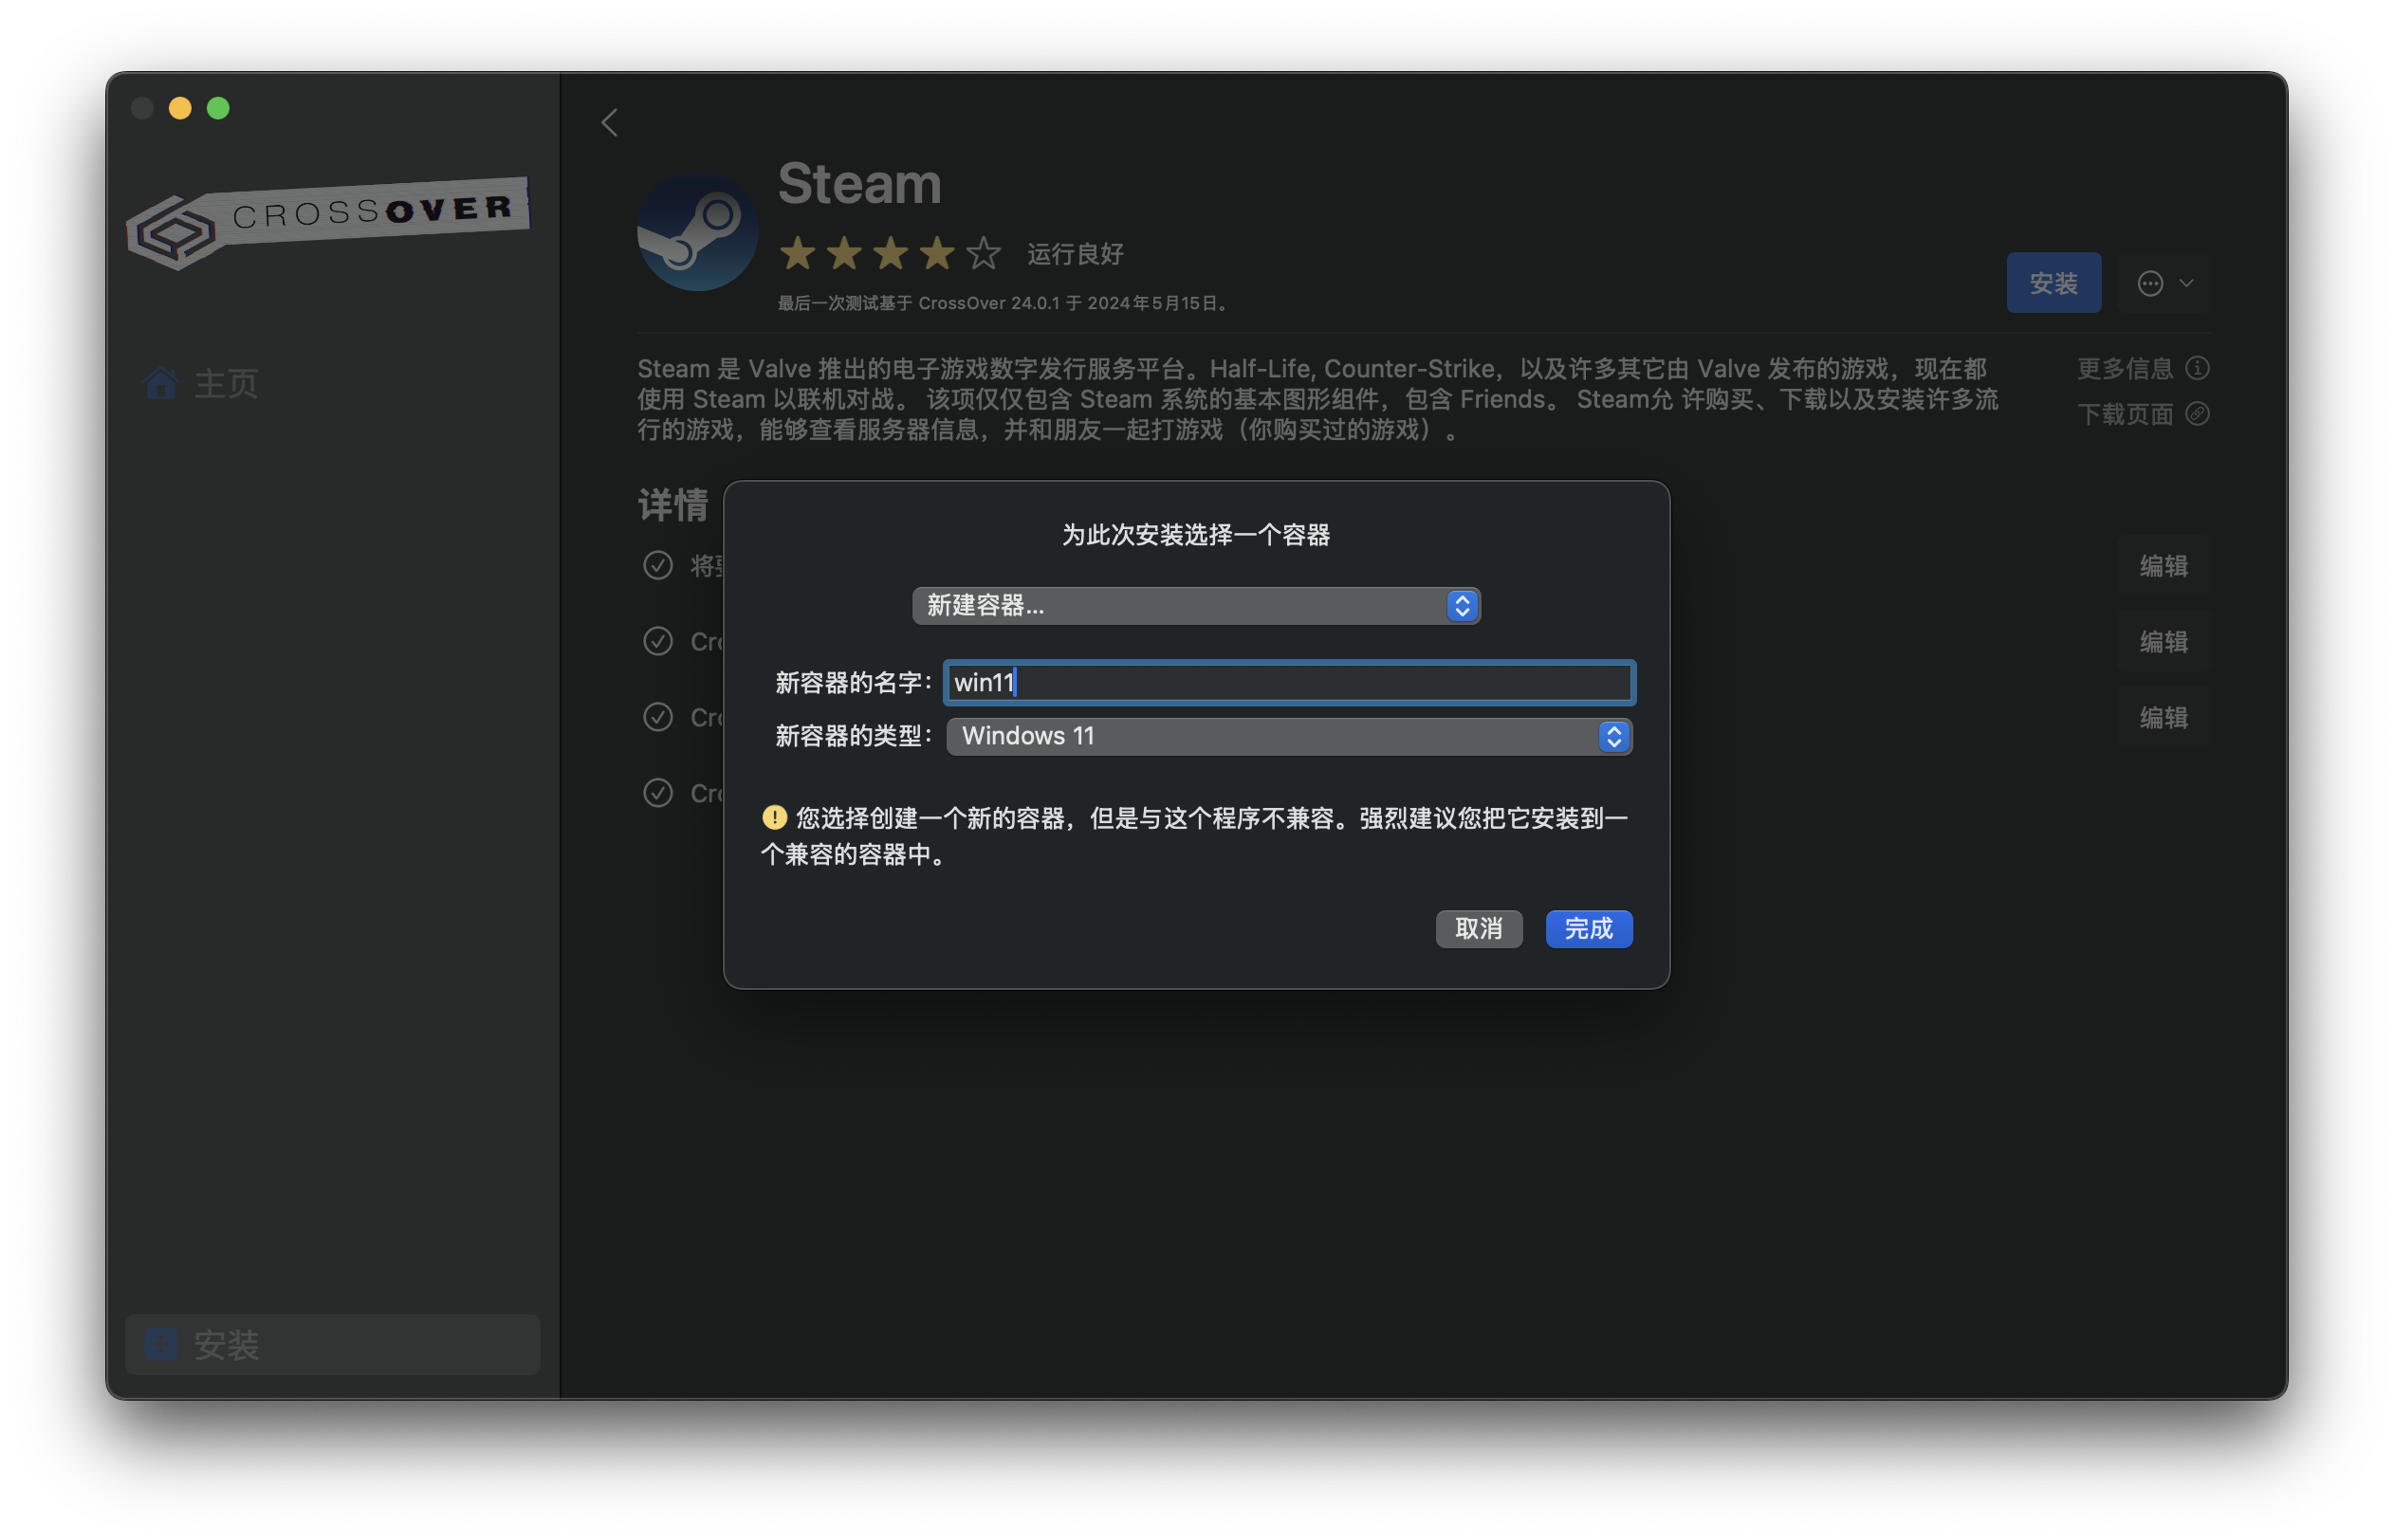 CROSSOVER
主页
安装
Steam
运行良好
最后一次测试基于 CrossOver 24.0.1 于 2024年5月15日。
安装
Steam 是 Valve 推出的电子游戏数字发行服务平台。Half-Life, Counter-Strike，以及许多其它由 Valve 发布的游戏，现在都
使用 Steam 以联机对战。 该项仅仅包含 Steam 系统的基本图形组件，包含 Friends。 Steam允 许购买、下载以及安装许多流
行的游戏，能够查看服务器信息，并和朋友一起打游戏（你购买过的游戏）。
更多信息
下载页面
详情
编辑
编辑
编辑
为此次安装选择一个容器
新建容器...
新容器的名字： win11
新容器的类型： Windows 11
您选择创建一个新的容器，但是与这个程序不兼容。强烈建议您把它安装到一
个兼容的容器中。
取消 完成